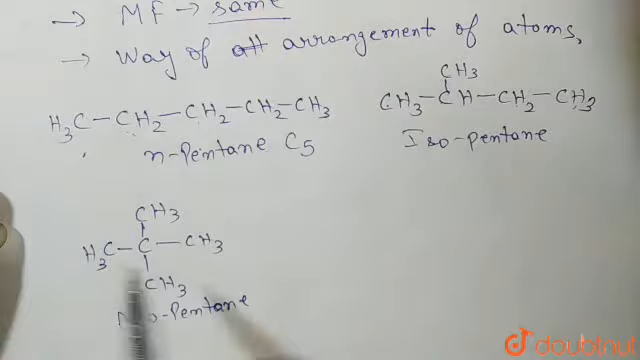 → MF → same
→ Way of arrangement of atoms,
H3C-CH2-CH2-CH2-CH3
n-Pentane C5
CH3
CH3-CH-CH2-CH3
Iso-pentane
CH3
H3C-C-CH3
CH3
-Pentane
doubtnut